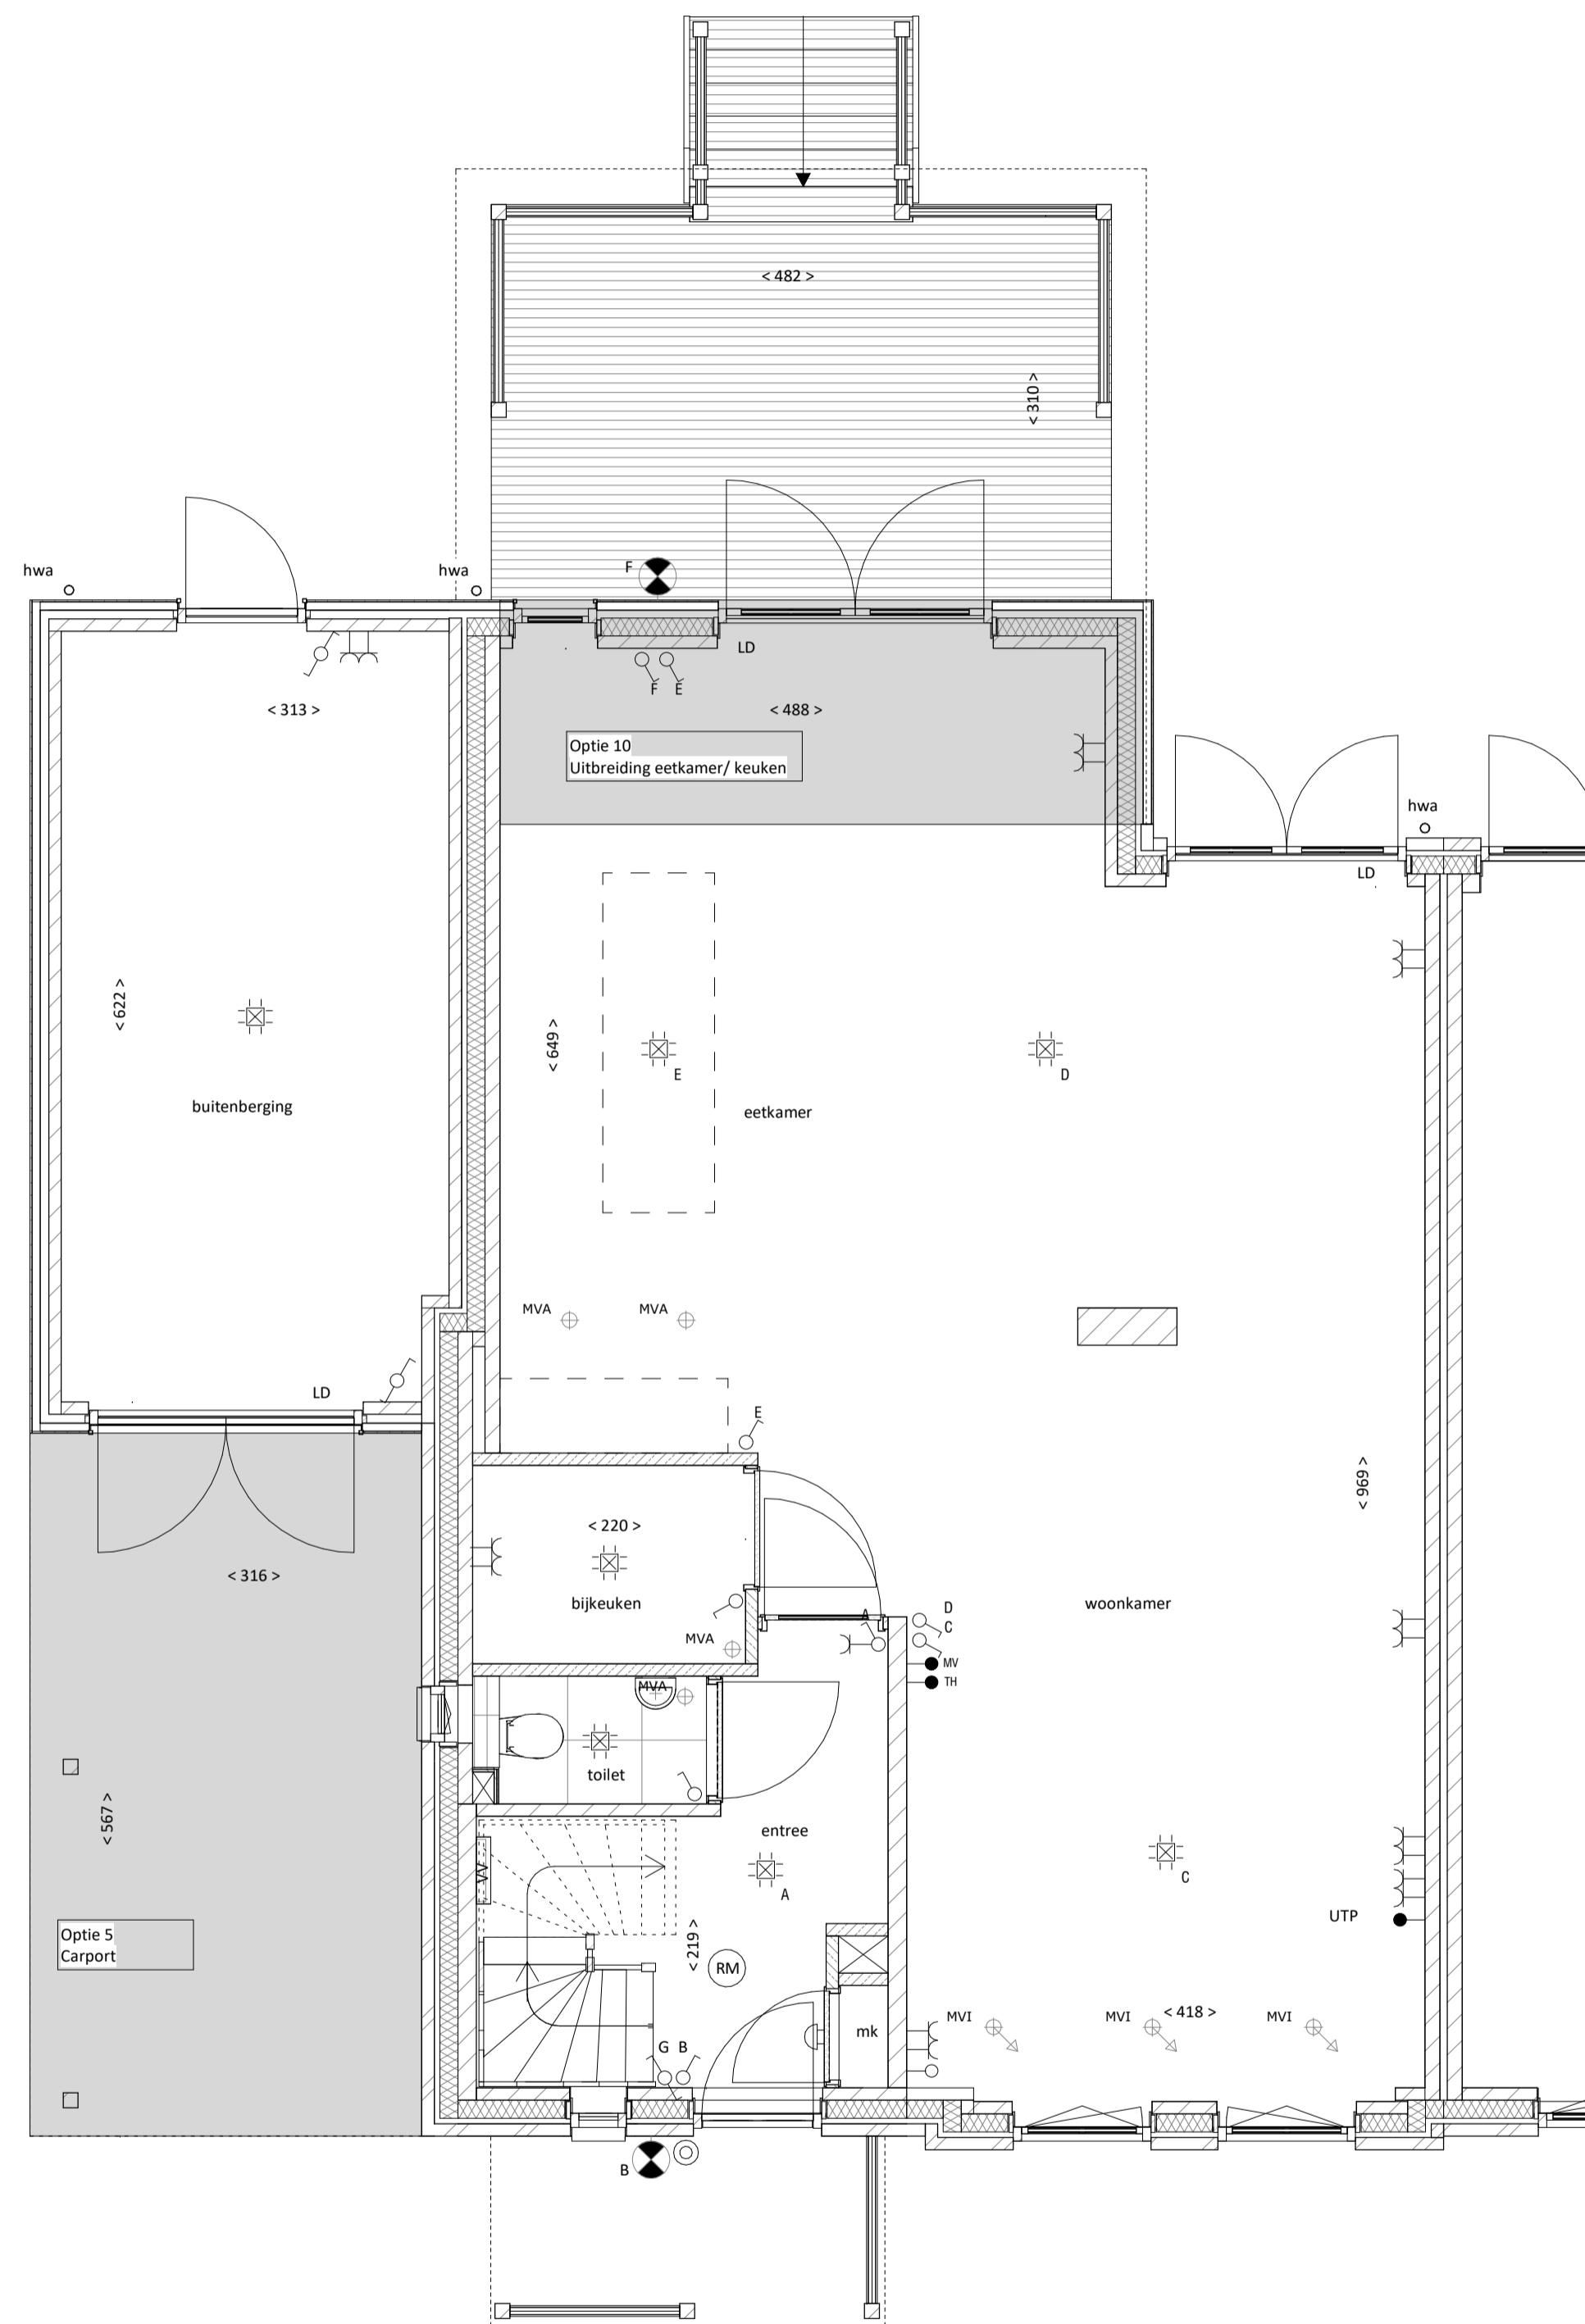 < 482 >
< 310 >
hwa
hwa
F
LD
F E
< 313 >
< 488 >
Optie 10
Uitbreiding eetkamer/ keuken
hwa
LD
< 622 >
< 649 >
E
D
buitenberging
eetkamer
MVA
MVA
LD
E
< 969 >
< 220 >
< 316 >
bijkeuken
woonkamer
A
D
C
MVA
MV
TH
MVA
toilet
< 567 >
entree
VV
A
C
UTP
Optie 5
Carport
< 219 >
RM
MVI
MVI
< 418 >
MVI
mk
G B
B